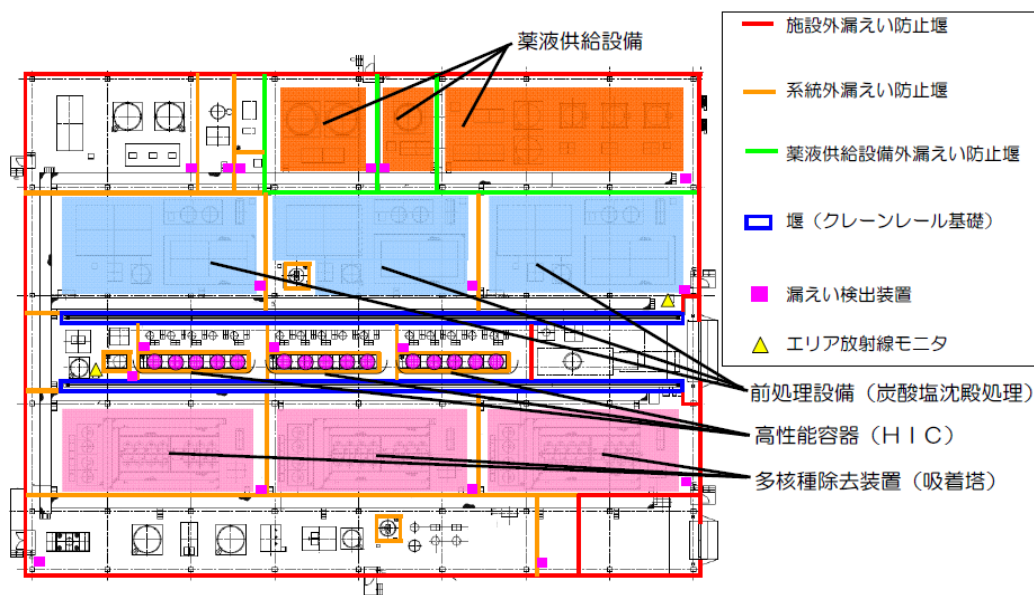 薬液供給設備
施設外漏えい防止堰
系統外漏えい防止堰
薬液供給設備外漏えい防止堰
堰（クレーンレール基礎）
漏えい検出装置
エリア放射線モニタ
前処理設備（炭酸塩沈殿処理）
高性能容器（ＨＩＣ）
多核種除去装置（吸着塔）